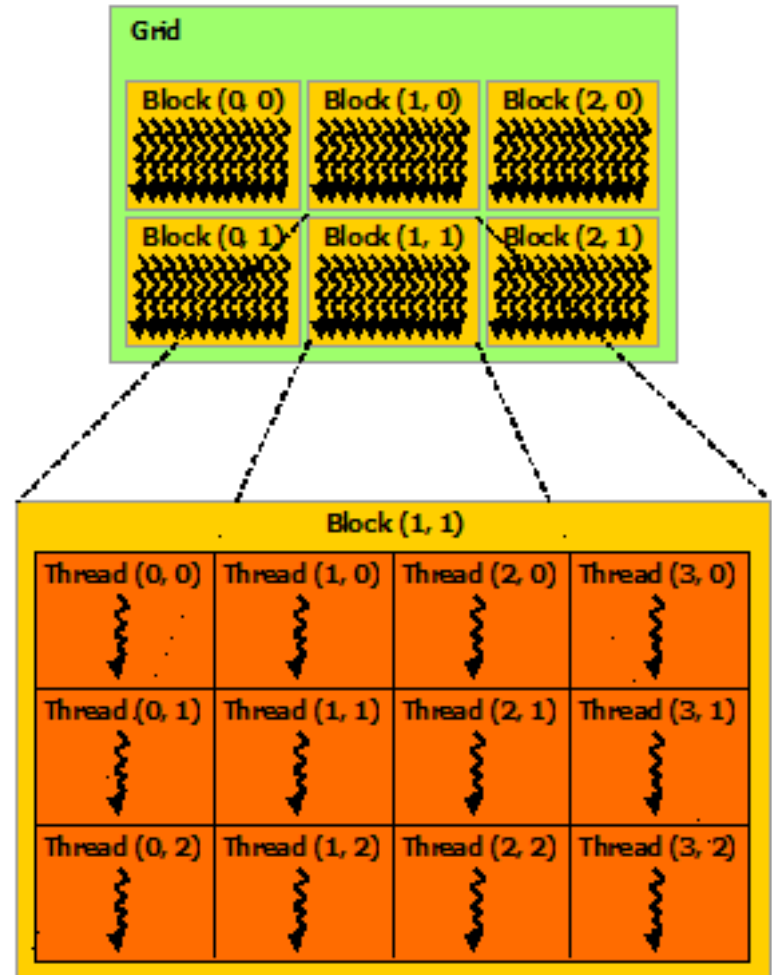 Grid
Block (0, 0) Block (1, 0) Block (2, 0)
Block (0, 1) Block (1, 1) Block (2, 1)
Block (1, 1)
Thread (0, 0) Thread (1, 0) Thread (2, 0) Thread (3, 0)
Thread (0, 1) Thread (1, 1) Thread (2, 1) Thread (3, 1)
Thread (0, 2) Thread (1, 2) Thread (2, 2) Thread (3, 2)